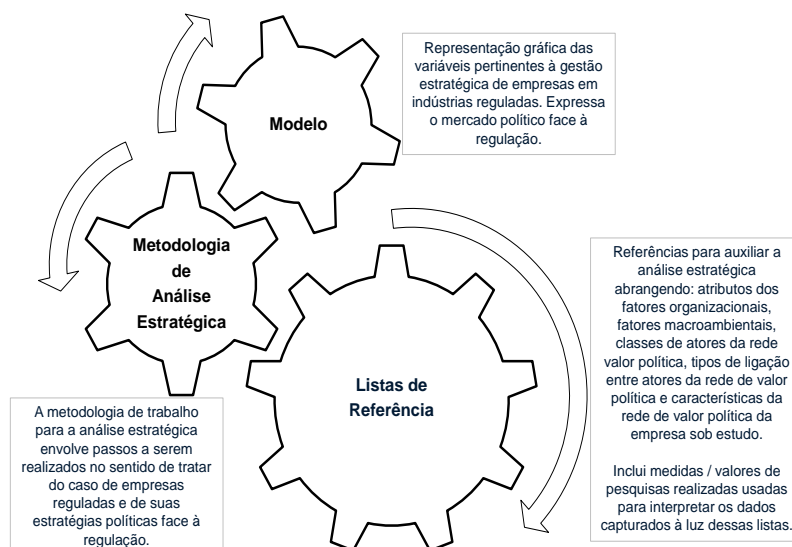 Representação gráfica das
variáveis pertinentes à gestão
estratégica de empresas em
indústrias reguladas. Expressa
o mercado político face à
regulação.
Modelo
Metodologia
de
Análise
Estratégica
Referências para auxiliar a
análise estratégica
abrangendo: atributos dos
fatores organizacionais,
fatores macroambientais,
classes de atores da rede
valor política, tipos de ligação
entre atores da rede de valor
política e características da
rede de valor política da
empresa sob estudo.
Inclui medidas / valores de
pesquisas realizadas usadas
para interpretar os dados
capturados à luz dessas listas.
Listas de
Referência
A metodologia de trabalho
para a análise estratégica
envolve passos a serem
realizados no sentido de tratar
do caso de empresas
reguladas e de suas
estratégias políticas face à
regulação.